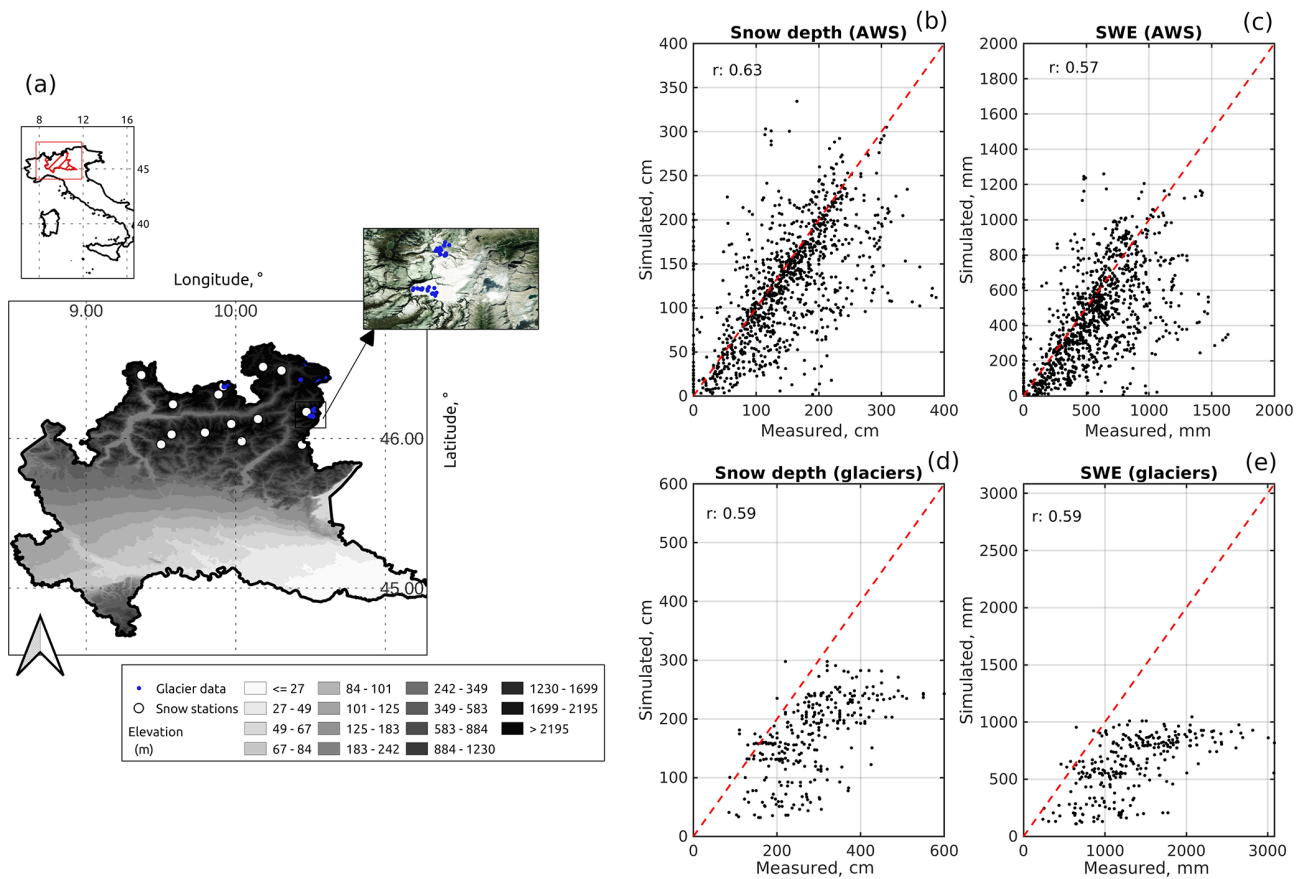 (a)
8 12 16
45
40
Longitude, °
9.00 10.00
46.00
45.00
Latitude, °
Glacier data
Snow stations
Elevation
(m)
<= 27
27 - 49
49 - 67
67 - 84
84 - 101
101 - 125
125 - 183
183 - 242
242 - 349
349 - 583
583 - 884
884 - 1230
1230 - 1699
1699 - 2195
> 2195
(b)
Snow depth (AWS)
r: 0.63
400
350
300
250
200
150
100
50
0
0 100 200 300 400
Simulated, cm
Measured, cm
(c)
SWE (AWS)
r: 0.57
2000
1800
1600
1400
1200
1000
800
600
400
200
0
0 500 1000 1500 2000
Simulated, mm
Measured, mm
(d)
Snow depth (glaciers)
r: 0.59
600
500
400
300
200
100
0
0 200 400 600
Simulated, cm
Measured, cm
(e)
SWE (glaciers)
r: 0.59
3000
2500
2000
1500
1000
500
0
0 1000 2000 3000
Simulated, mm
Measured, mm